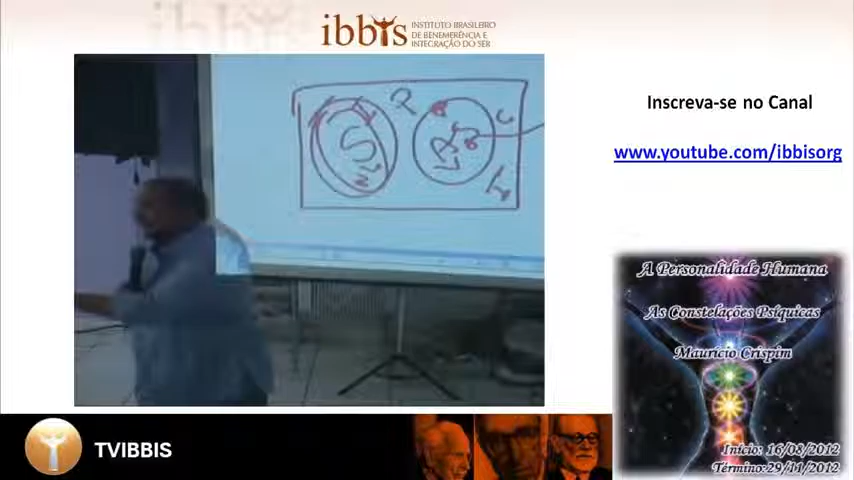 ibbis
INSTITUTO BRASILEIRO
DE BENEMERÊNCIA E
INTEGRAÇÃO DO SER
Inscreva-se no Canal
www.youtube.com/ibbisorg
A Personalidade Humana
As Constelações Psíquicas
Maurício Crispim
Início: 16/08/2012
Término:29/11/2012
TVIBBIS